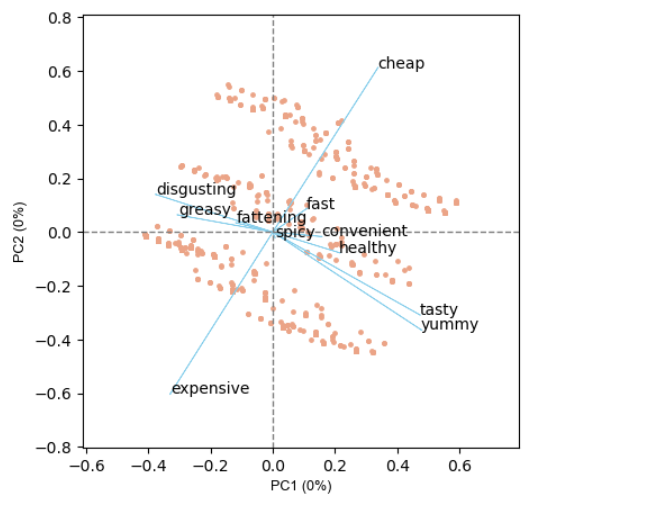 0.8
0.6
0.4
0.2
0.0
−0.2
−0.4
−0.6
−0.8
PC2 (0%)
cheap
disgusting
greasy
fast
fattening
spicy
convenient
healthy
tasty
yummy
expensive
−0.6 −0.4 −0.2 0.0 0.2 0.4 0.6
PC1 (0%)